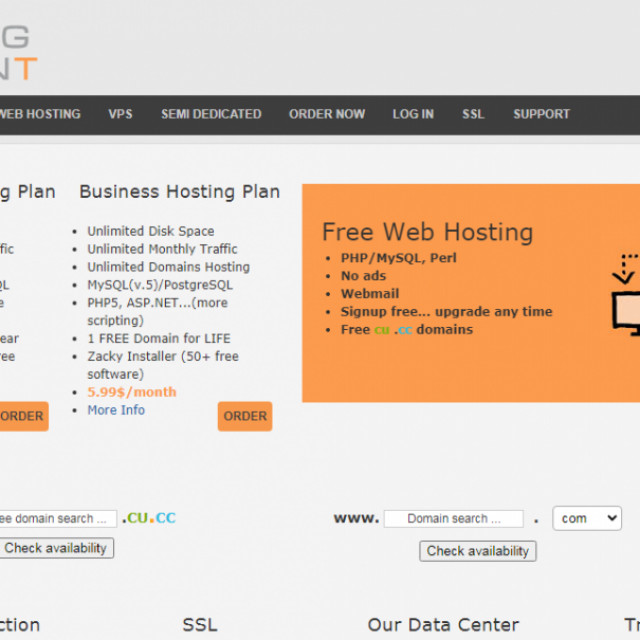 G
NT
WEB HOSTING VPS SEMI DEDICATED ORDER NOW LOG IN SSL SUPPORT
g Plan
fic
QL
e
ear
ree
ORDER
Business Hosting Plan
Unlimited Disk Space
Unlimited Monthly Traffic
Unlimited Domains Hosting
MySQL(v.5)/PostgreSQL
PHP5, ASP.NET...(more
scripting)
1 FREE Domain for LIFE
Zacky Installer (50+ free
software)
5.99$/month
More Info
ORDER
Free Web Hosting
PHP/MySQL, Perl
No ads
Webmail
Signup free... upgrade any time
Free cu .cc domains
ee domain search ... .CU.CC
Check availability
www. Domain search ... . com
Check availability
ction SSL Our Data Center Tr